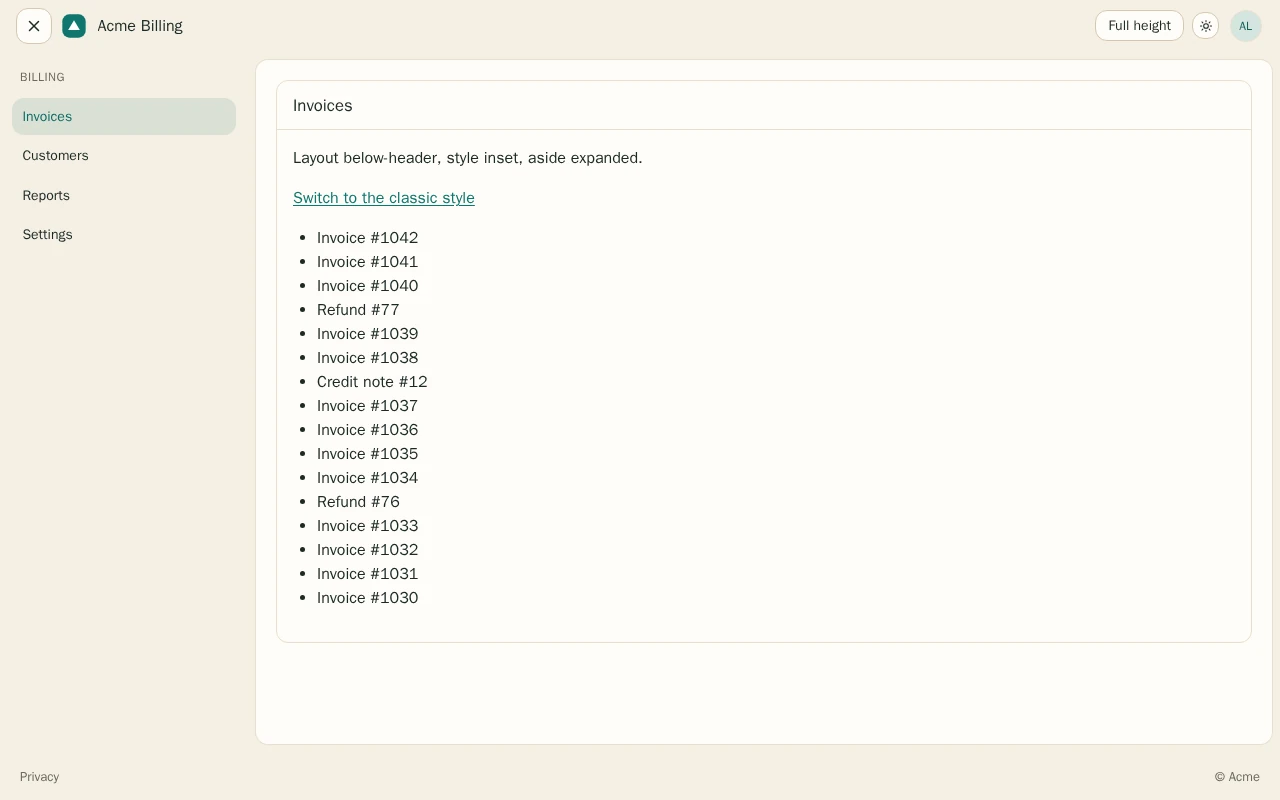 Acme Billing
Full height
AL
BILLING
Invoices
Customers
Reports
Settings
Invoices
Layout below-header, style inset, aside expanded.
Switch to the classic style
Invoice #1042
Invoice #1041
Invoice #1040
Refund #77
Invoice #1039
Invoice #1038
Credit note #12
Invoice #1037
Invoice #1036
Invoice #1035
Invoice #1034
Refund #76
Invoice #1033
Invoice #1032
Invoice #1031
Invoice #1030
Privacy
© Acme